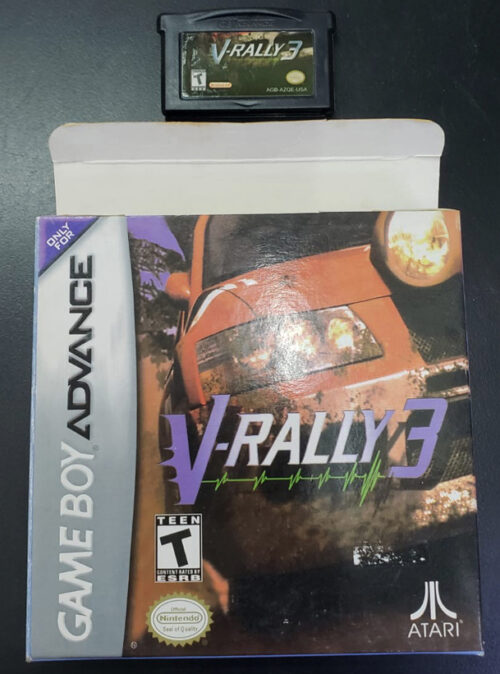 V-RALLY 3
T
Nintendo
AGB-AZQE-USA
ONLY
FOR
GAME BOY ADVANCE
V-RALLY 3
TEEN
T
CONTENT RATED BY
ESRB
Official
Nintendo
Seal of Quality
ATARI